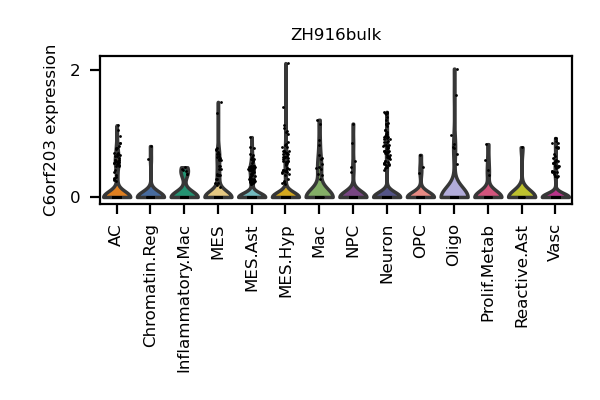 ZH916bulk
C6orf203 expression
2
0
AC
Chromatin.Reg
Inflammatory.Mac
MES
MES.Ast
MES.Hyp
Mac
NPC
Neuron
OPC
Oligo
Prolif.Metab
Reactive.Ast
Vasc